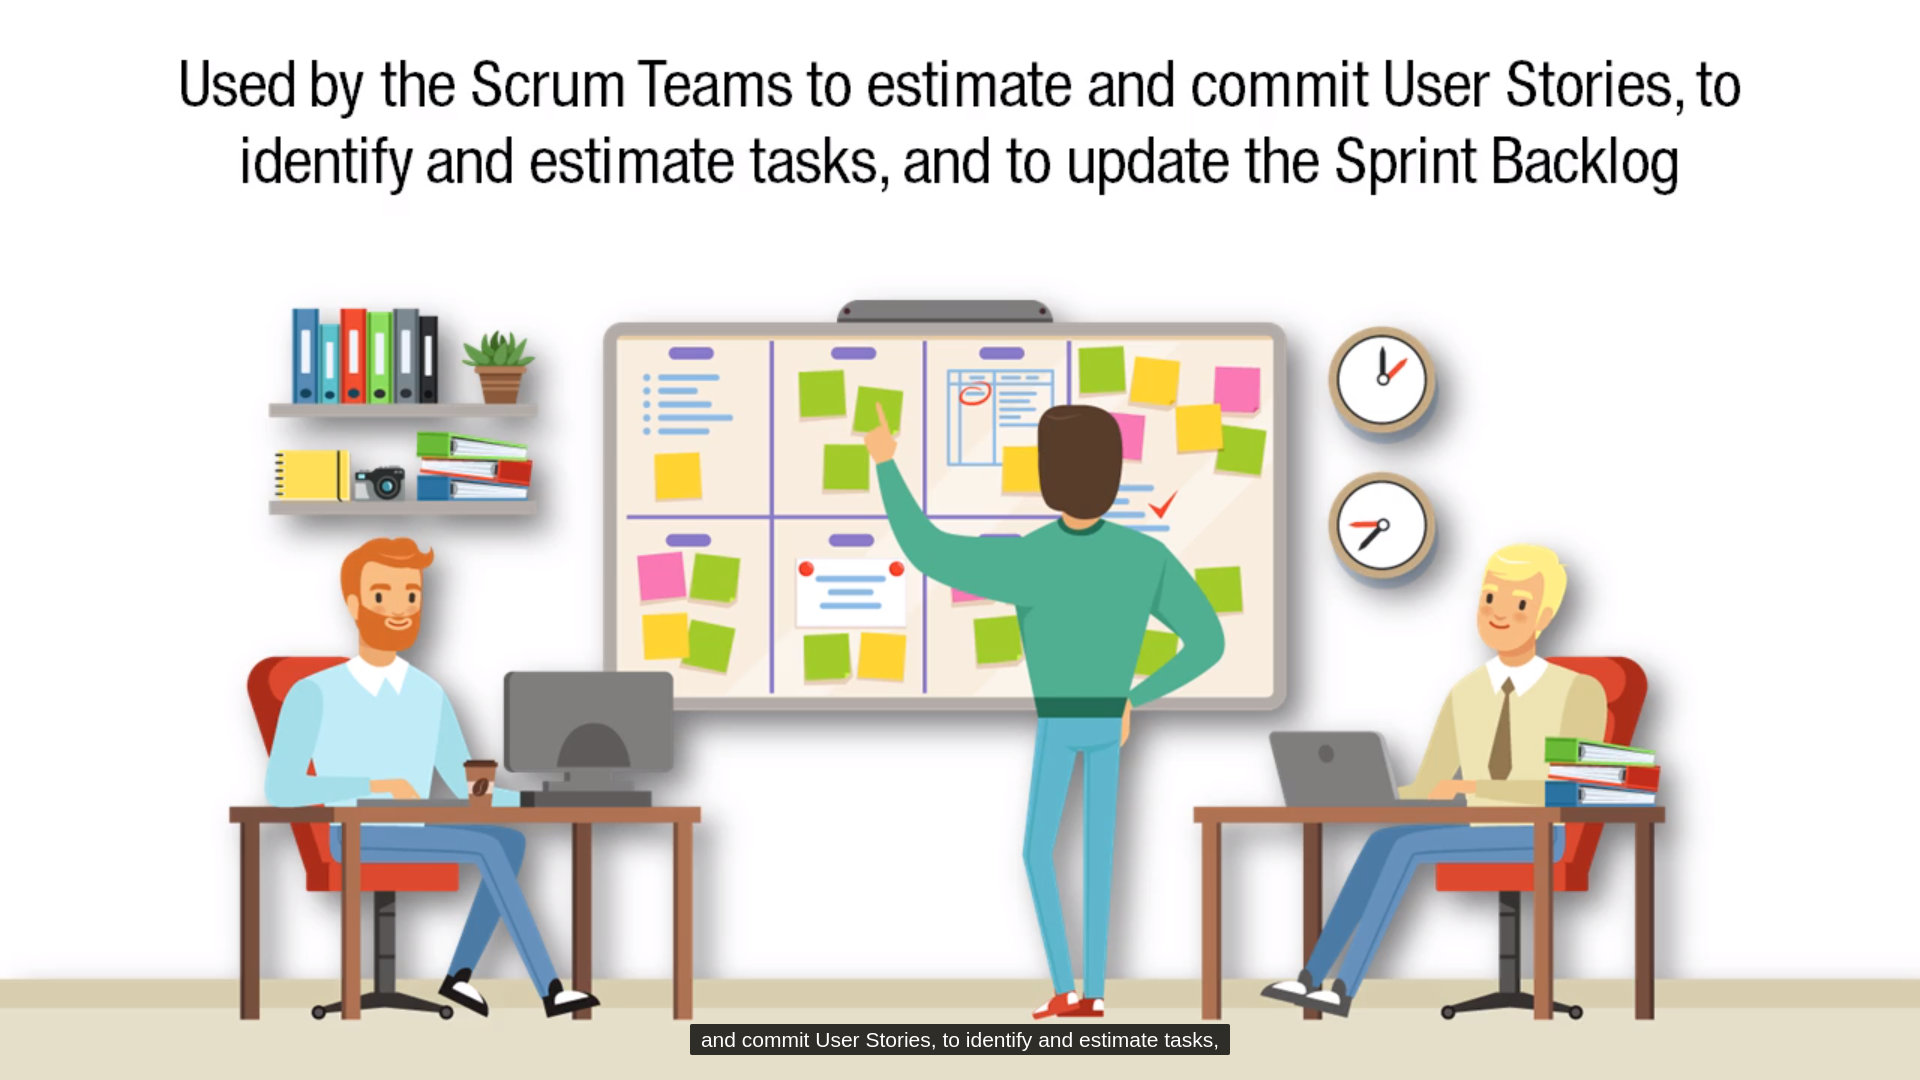 Used by the Scrum Teams to estimate and commit User Stories, to
identify and estimate tasks, and to update the Sprint Backlog
and commit User Stories, to identify and estimate tasks,